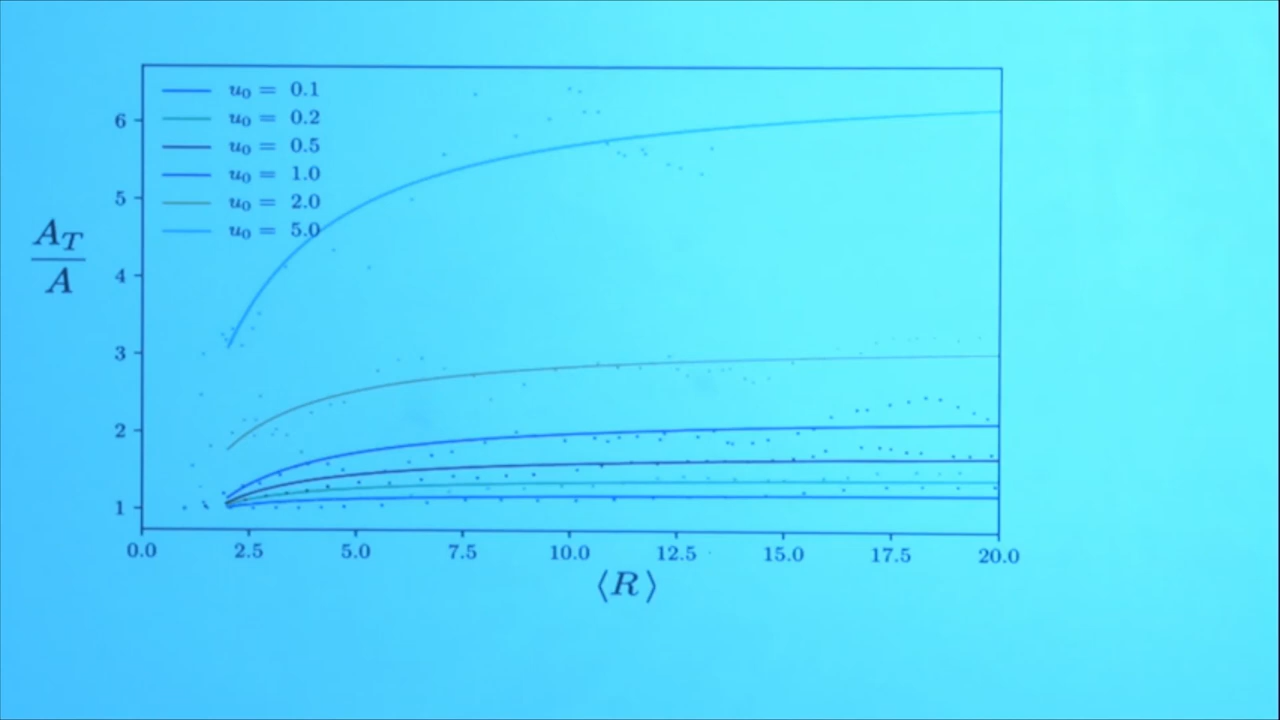 u₀ = 0.1
u₀ = 0.2
u₀ = 0.5
u₀ = 1.0
u₀ = 2.0
u₀ = 5.0
6
5
4
3
2
1
A_T
A
0.0 2.5 5.0 7.5 10.0 12.5 15.0 17.5 20.0
⟨R⟩